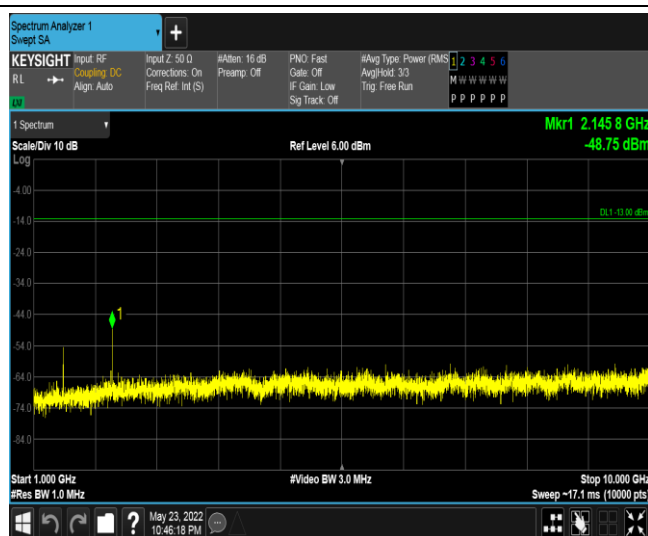 Spectrum Analyzer 1
Swept SA
+
KEYSIGHT Input: RF Input Z: 50 Ω #Atten: 16 dB PNO: Fast #Avg Type: Power (RMS 1 2 3 4 5 6
RL Coupling: DC Corrections: On Preamp: Off Gate: Off Avg|Hold: 3/3 M W W W W W
Align: Auto Freq Ref: Int (S) IF Gain: Low Trig: Free Run
Sig Track: Off P P P P P P
LXI
1 Spectrum Mkr1 2.145 8 GHz
Scale/Div 10 dB Ref Level 6.00 dBm -48.75 dBm
Log
-4.00
DL1 -13.00 dBm
-14.0
-24.0
-34.0
-44.0
1
-54.0
-64.0
-74.0
-84.0
Start 1.000 GHz #Video BW 3.0 MHz Stop 10.000 GHz
#Res BW 1.0 MHz Sweep ~17.1 ms (10000 pts)
? May 23, 2022
10:46:18 PM